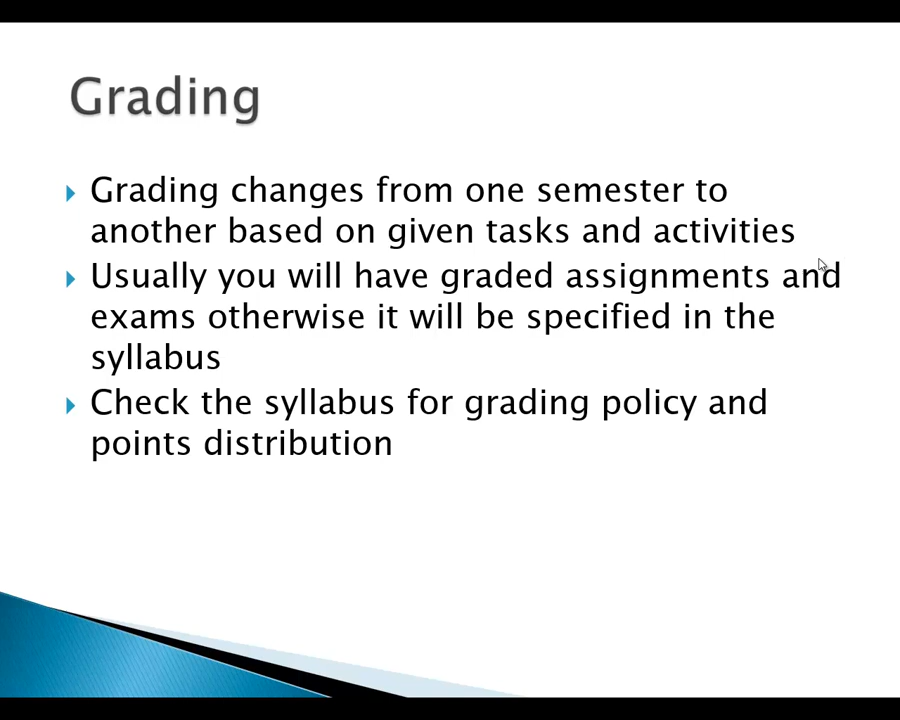 Grading
Grading changes from one semester to
another based on given tasks and activities
Usually you will have graded assignments and
exams otherwise it will be specified in the
syllabus
Check the syllabus for grading policy and
points distribution